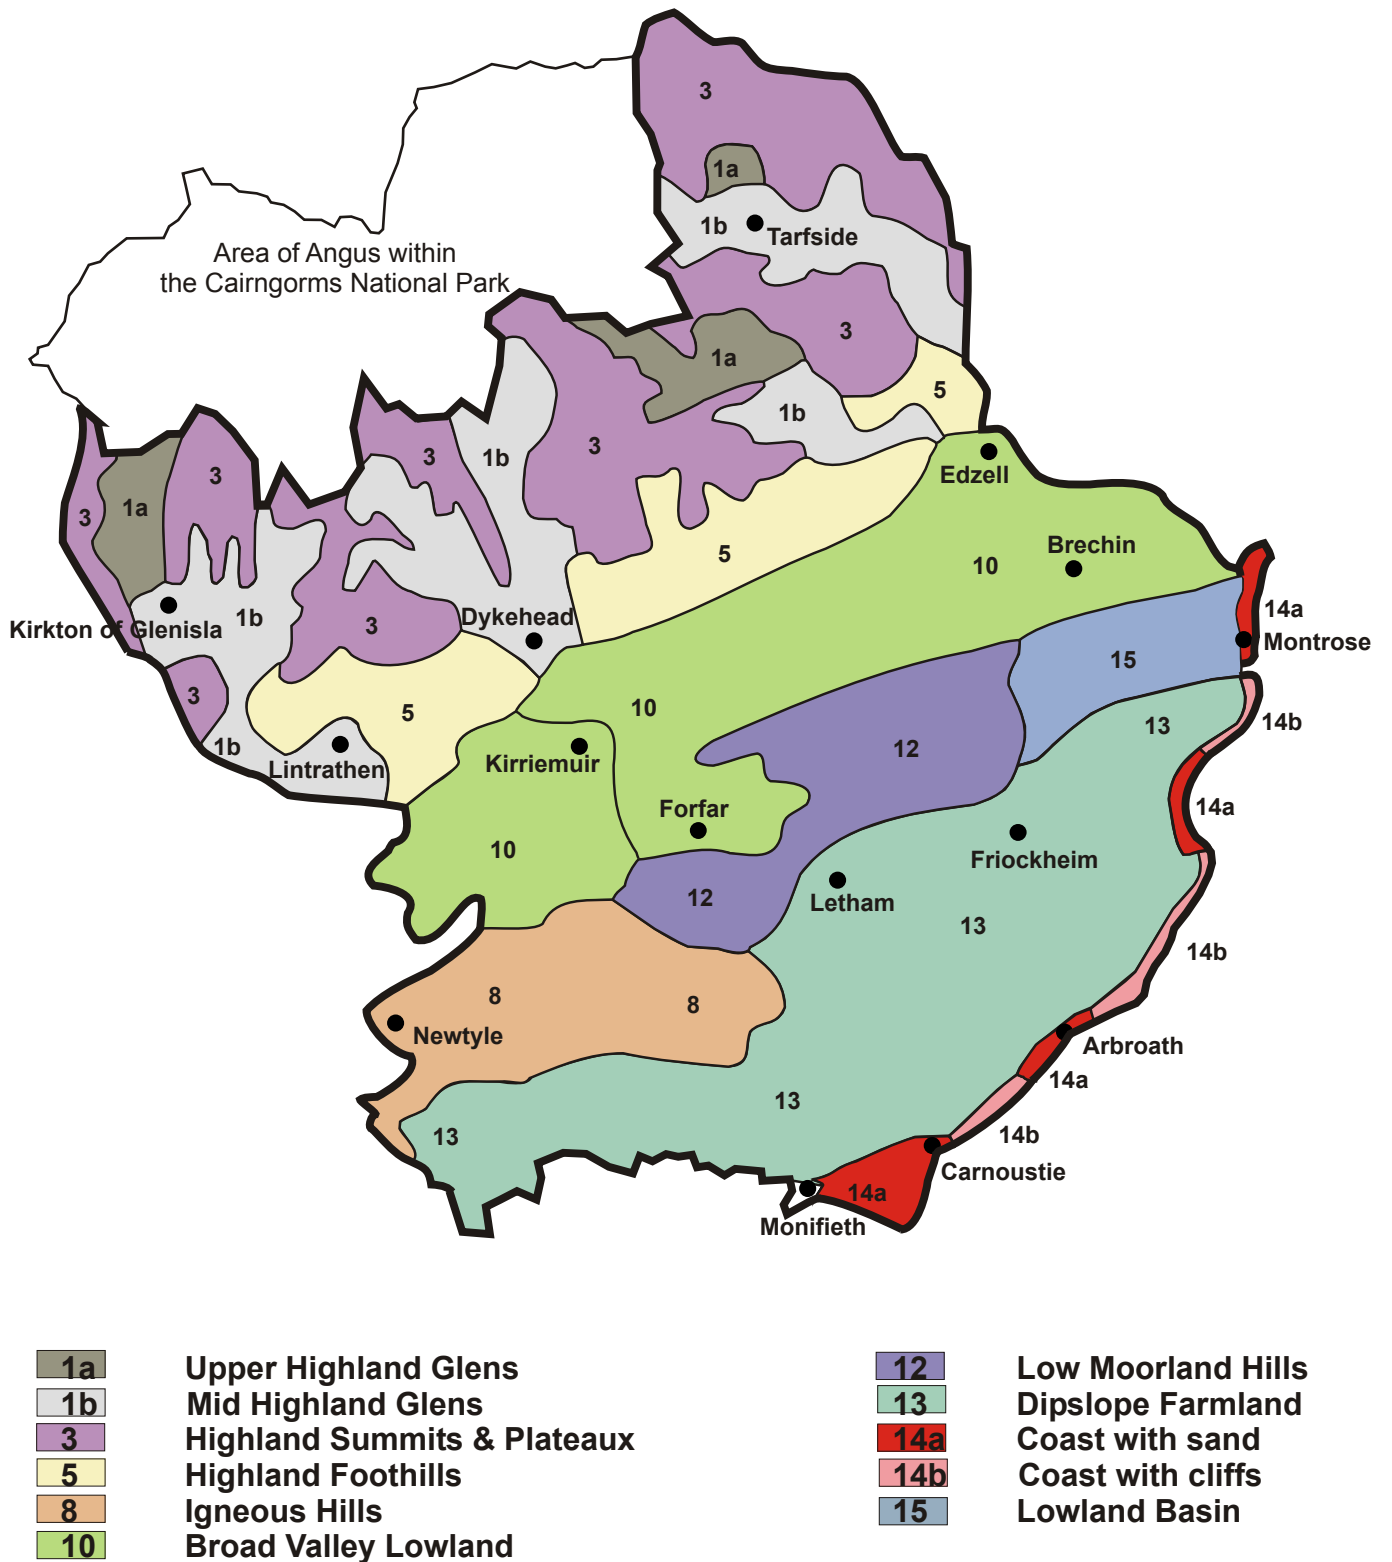 3
1a
1b
Tarfside
Area of Angus within
the Cairngorms National Park
3
1a
5
1b
3
3
1b
3
3
1a
Edzell
5
10
Brechin
14a
Kirkton of Glenisla
1b
3
Dykehead
Montrose
15
3
5
10
13
14b
1b
Lintrathen
Kirriemuir
12
Forfar
14a
10
Friockheim
12
Letham
13
14b
8
8
Newtyle
Arbroath
14a
13
13
14b
Carnoustie
14a
Monifieth
1a Upper Highland Glens
1b Mid Highland Glens
3 Highland Summits & Plateaux
5 Highland Foothills
8 Igneous Hills
10 Broad Valley Lowland
12 Low Moorland Hills
13 Dipslope Farmland
14a Coast with sand
14b Coast with cliffs
15 Lowland Basin